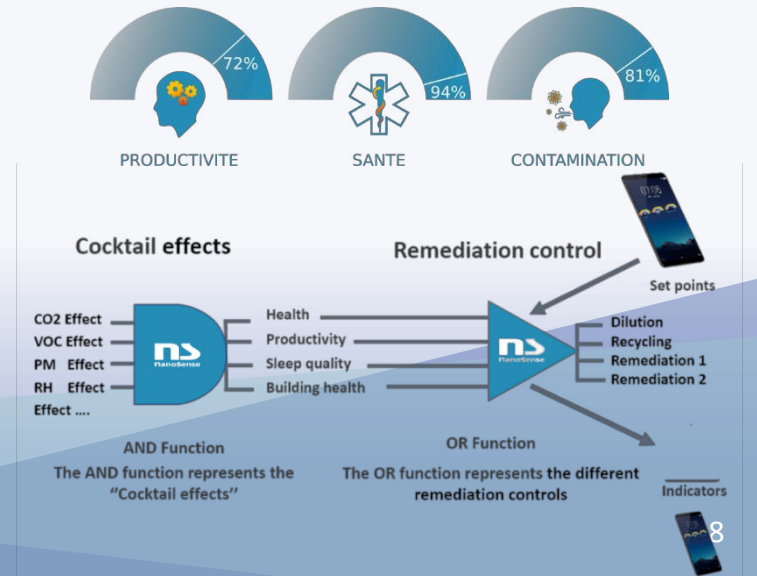 72%
94%
81%
PRODUCTIVITE
SANTE
CONTAMINATION
07:05
Cocktail effects
Remediation control
Set points
CO2 Effect
VOC Effect
PM Effect
RH Effect
Effect ....
ns
NanoSense
Health
Productivity
Sleep quality
Building health
ns
NanoSense
Dilution
Recycling
Remediation 1
Remediation 2
AND Function
The AND function represents the
‘’Cocktail effects’’
OR Function
The OR function represents the different
remediation controls
Indicators
8